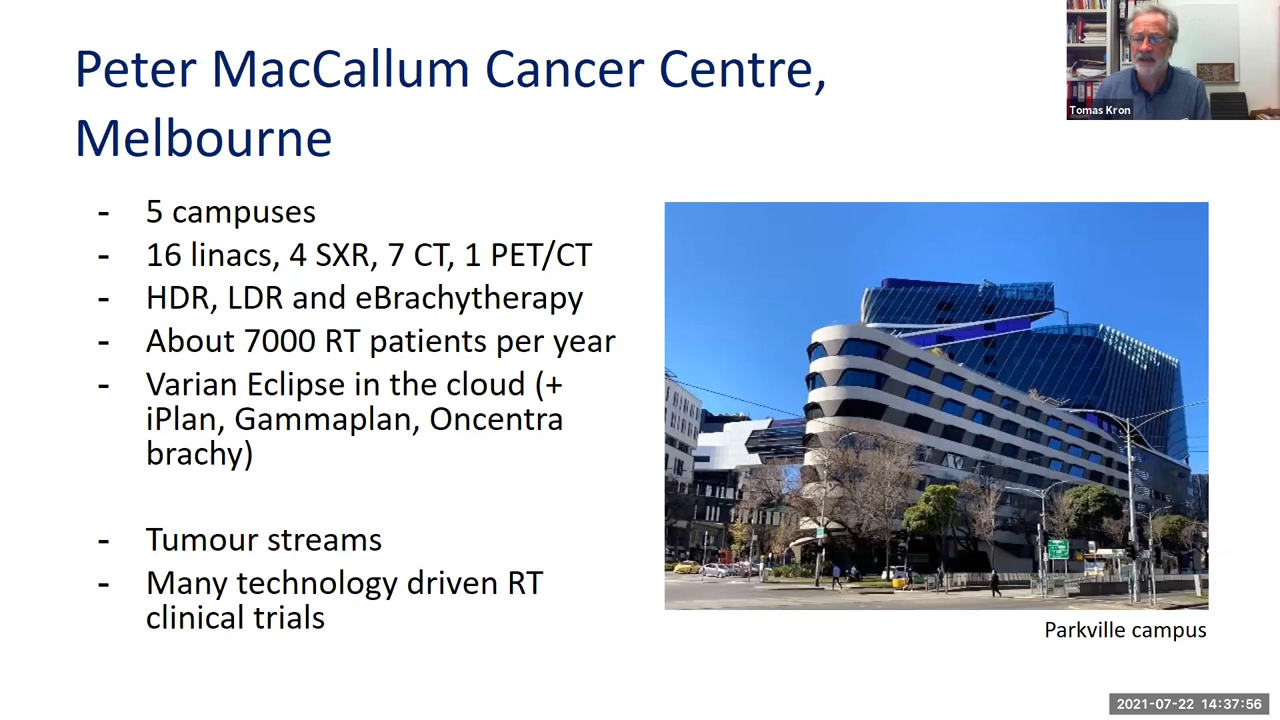 Peter MacCallum Cancer Centre,
Melbourne
Tomas Kron
- 5 campuses
- 16 linacs, 4 SXR, 7 CT, 1 PET/CT
- HDR, LDR and eBrachytherapy
- About 7000 RT patients per year
- Varian Eclipse in the cloud (+
iPlan, Gammaplan, Oncentra
brachy)
- Tumour streams
- Many technology driven RT
clinical trials
Parkville campus
2021-07-22 14:37:56